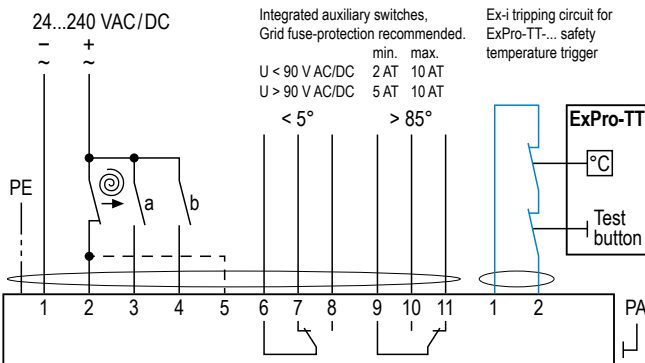 24...240 VAC/DC
− +
~ ~
Integrated auxiliary switches,
Grid fuse-protection recommended.
min. max.
U < 90 V AC/DC 2 AT 10 AT
U > 90 V AC/DC 5 AT 10 AT
< 5° > 85°
Ex-i tripping circuit for
ExPro-TT-... safety
temperature trigger
ExPro-TT
°C
Test
button
PE
a b
1 2 3 4 5 6 7 8 9 10 11 1 2 PA